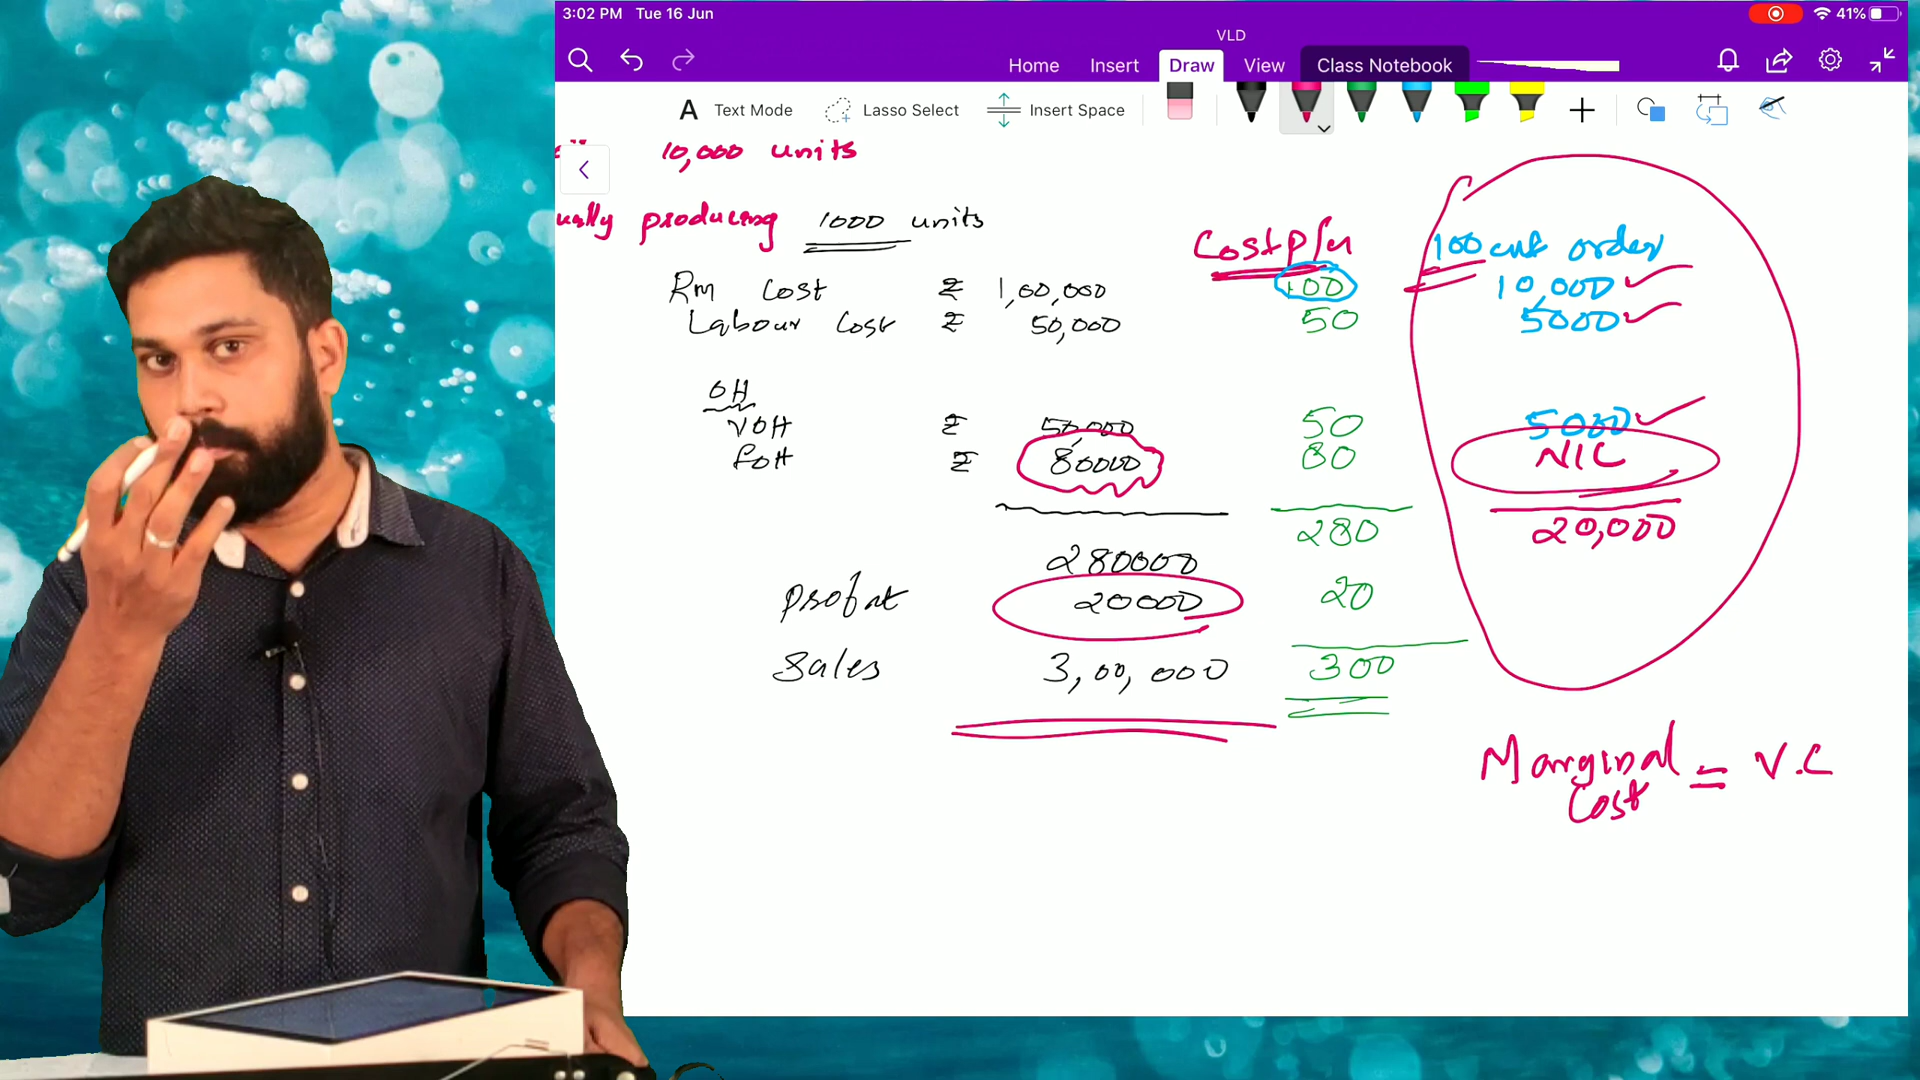 3:02 PM Tue 16 Jun
41%
VLD
Home Insert Draw View Class Notebook
A Text Mode Lasso Select Insert Space
10,000 units
ually producing 1000 units
Cost p/u 100 unt order
Rm Cost ₹ 1,00,000 100 10,000
Labour Cost ₹ 50,000 50 5000
OH
VOH ₹ 50,000 50 5000
FOH ₹ 80000 80 NIL
280000 280 20,000
Profit 20000 20
Sales 3,00,000 300
Marginal Cost = V.C